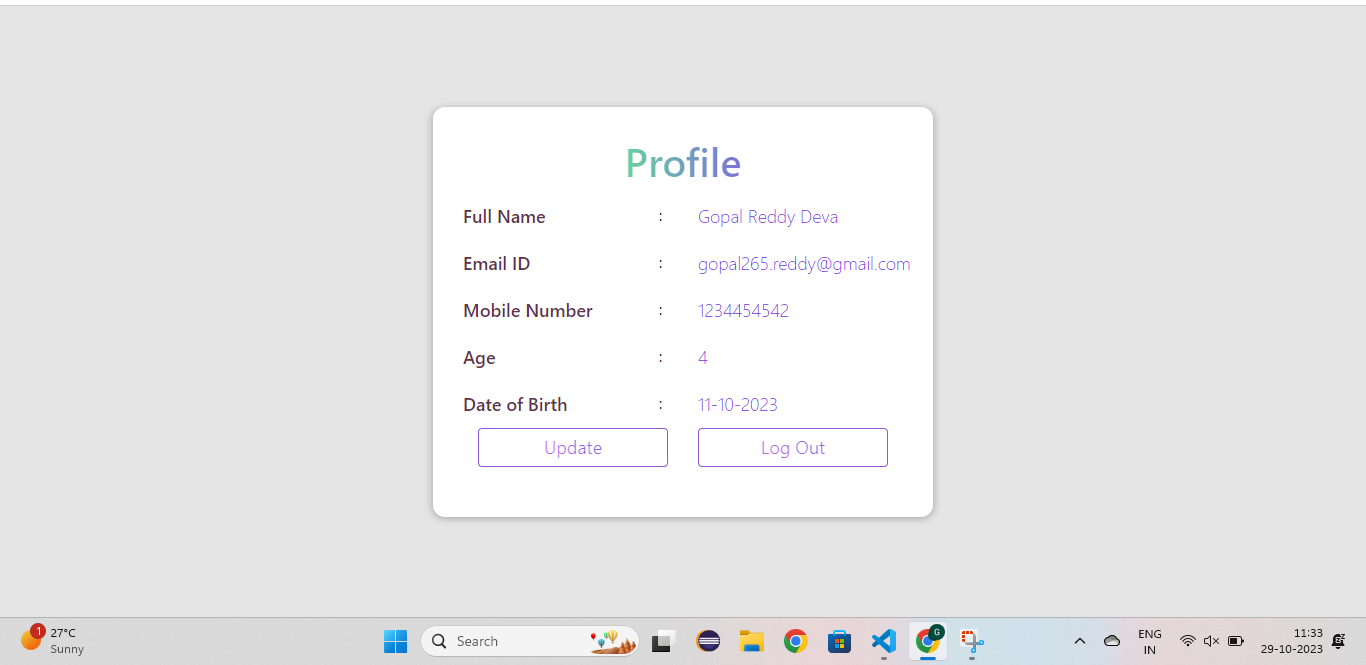 Profile
Full Name : Gopal Reddy Deva
Email ID : gopal265.reddy@gmail.com
Mobile Number : 1234454542
Age : 4
Date of Birth : 11-10-2023
Update Log Out
1
27°C
Sunny
Search
G
ENG
IN
11:33
29-10-2023